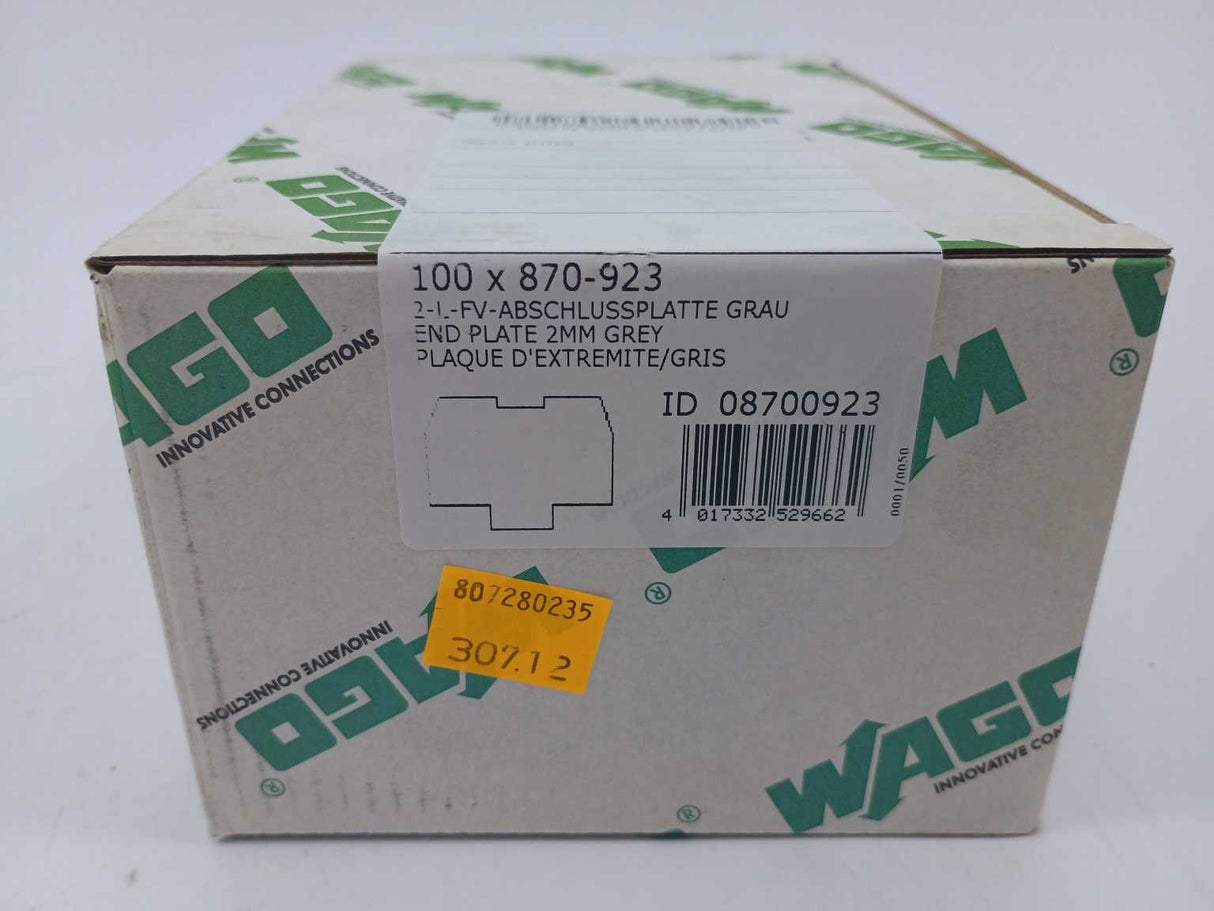 WAGO
INNOVATIVE CONNECTIONS
100 x 870-923
2-L-FV-ABSCHLUSSPLATTE GRAU
END PLATE 2MM GREY
PLAQUE D'EXTREMITE/GRIS
ID 08700923
4 017332 529662
0001/0050
807280235
307.12
WAGO
INNOVATIVE CONNECTIONS
®
WAGO
INNOVATIVE CON
®